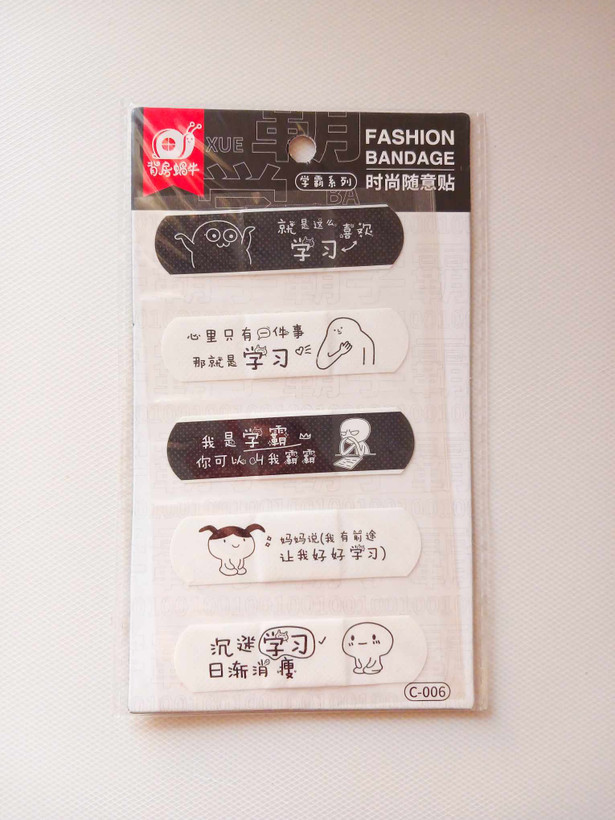 背房蜗牛
XUE
BA
学霸系列
FASHION
BANDAGE
时尚随意贴
就是这么喜欢
学习
心里只有一件事
那就是学习
我是学霸
你可以叫我霸霸
妈妈说(我有前途
让我好好学习)
沉迷学习
日渐消瘦
C-006